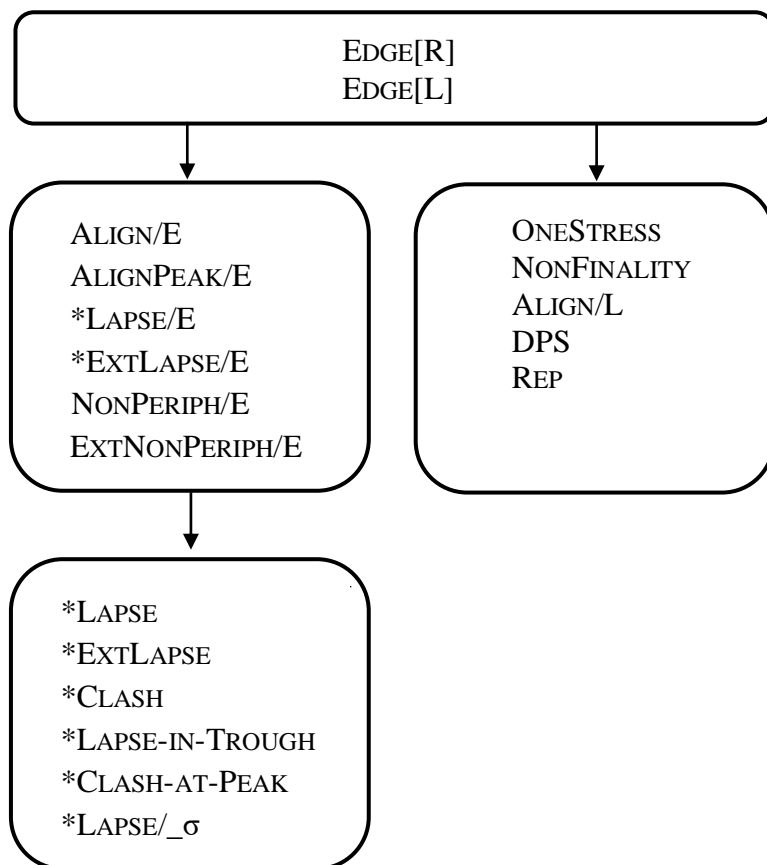 EDGE[R]
EDGE[L]
ALIGN/E
ALIGNPEAK/E
*LAPSE/E
*EXTLAPSE/E
NONPERIPH/E
EXTNONPERIPH/E
ONESTRESS
NONFINALITY
ALIGN/L
DPS
REP
*LAPSE
*EXTLAPSE
*CLASH
*LAPSE-IN-TROUGH
*CLASH-AT-PEAK
*LAPSE/_σ